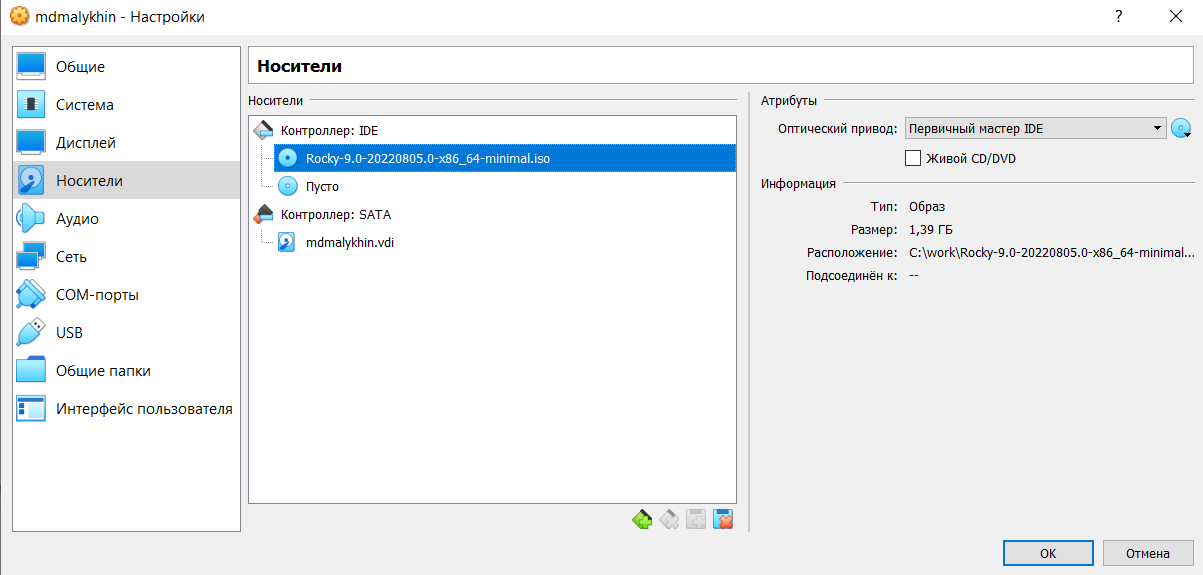 mdmalykhin - Настройки
?
Общие
Система
Дисплей
Носители
Аудио
Сеть
COM-порты
USB
Общие папки
Интерфейс пользователя
Носители
Носители
Контроллер: IDE
Rocky-9.0-20220805.0-x86_64-minimal.iso
Пусто
Контроллер: SATA
mdmalykhin.vdi
Атрибуты
Оптический привод: Первичный мастер IDE
Живой CD/DVD
Информация
Тип: Образ
Размер: 1,39 ГБ
Расположение: C:\work\Rocky-9.0-20220805.0-x86_64-minimal...
Подсоединён к: --
OK
Отмена